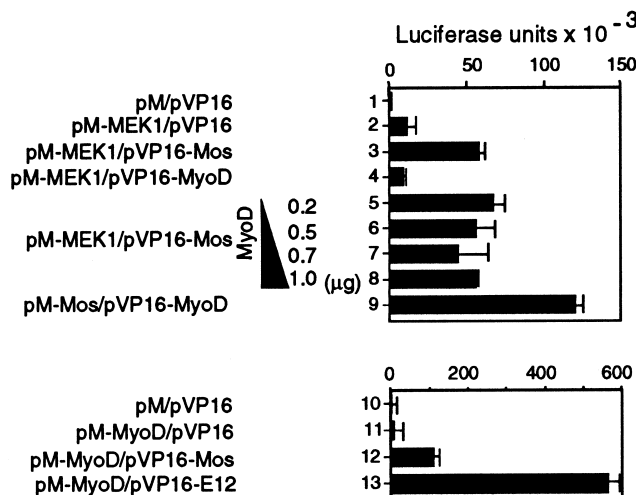 Luciferase units x 10 -3
0 50 100 150
pM/pVP16 1
pM-MEK1/pVP16 2
pM-MEK1/pVP16-Mos 3
pM-MEK1/pVP16-MyoD 4
5
6
7
8
pM-MEK1/pVP16-Mos
MyoD
0.2
0.5
0.7
1.0 (µg)
pM-Mos/pVP16-MyoD 9
0 200 400 600
pM/pVP16 10
pM-MyoD/pVP16 11
pM-MyoD/pVP16-Mos 12
pM-MyoD/pVP16-E12 13